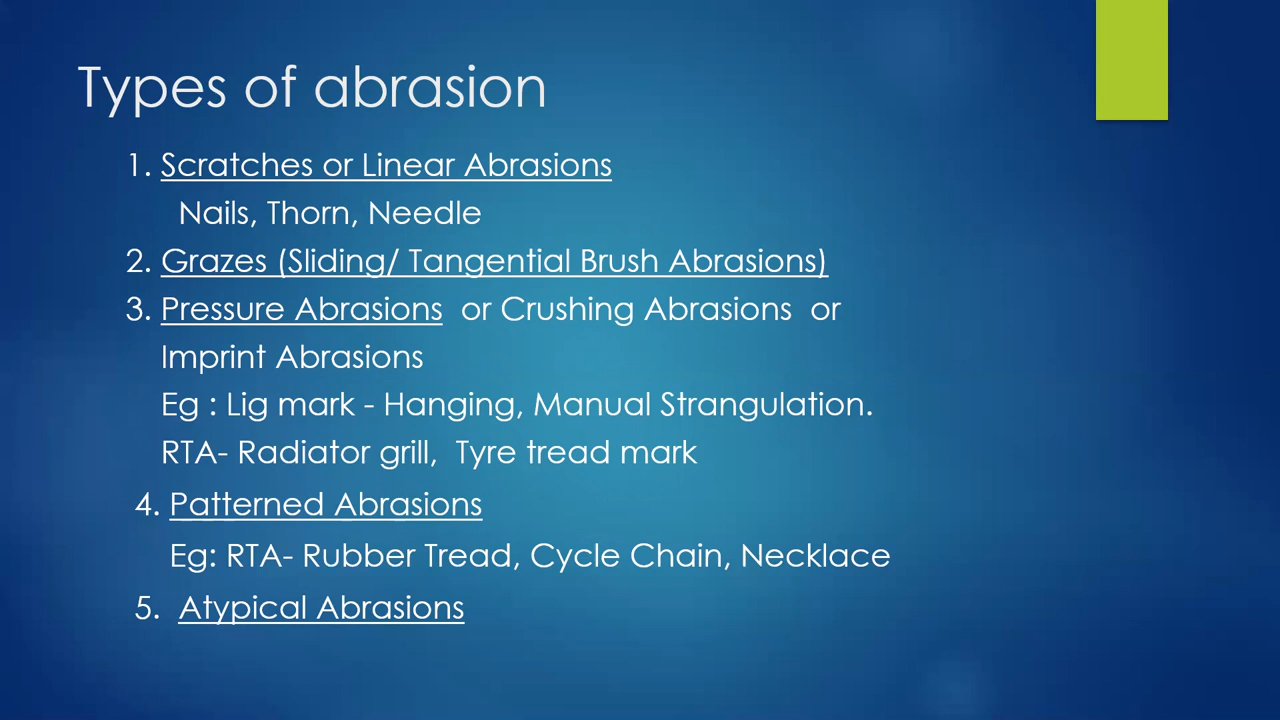 Types of abrasion
1. Scratches or Linear Abrasions
Nails, Thorn, Needle
2. Grazes (Sliding/ Tangential Brush Abrasions)
3. Pressure Abrasions or Crushing Abrasions or
Imprint Abrasions
Eg : Lig mark - Hanging, Manual Strangulation.
RTA- Radiator grill, Tyre tread mark
4. Patterned Abrasions
Eg: RTA- Rubber Tread, Cycle Chain, Necklace
5. Atypical Abrasions